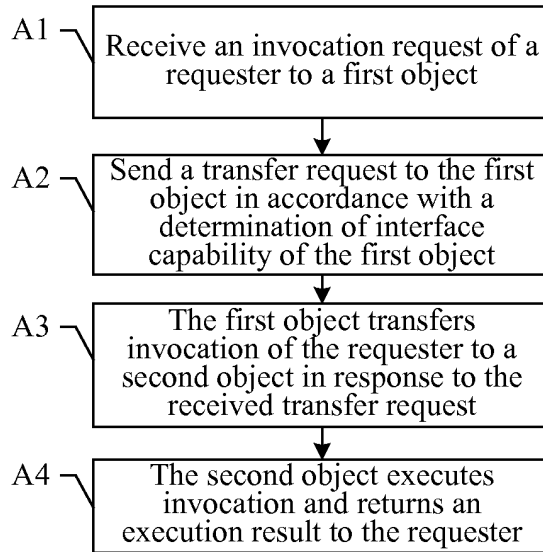 A1
Receive an invocation request of a
requester to a first object
A2
Send a transfer request to the first
object in accordance with a
determination of interface
capability of the first object
A3
The first object transfers
invocation of the requester to a
second object in response to the
received transfer request
A4
The second object executes
invocation and returns an
execution result to the requester